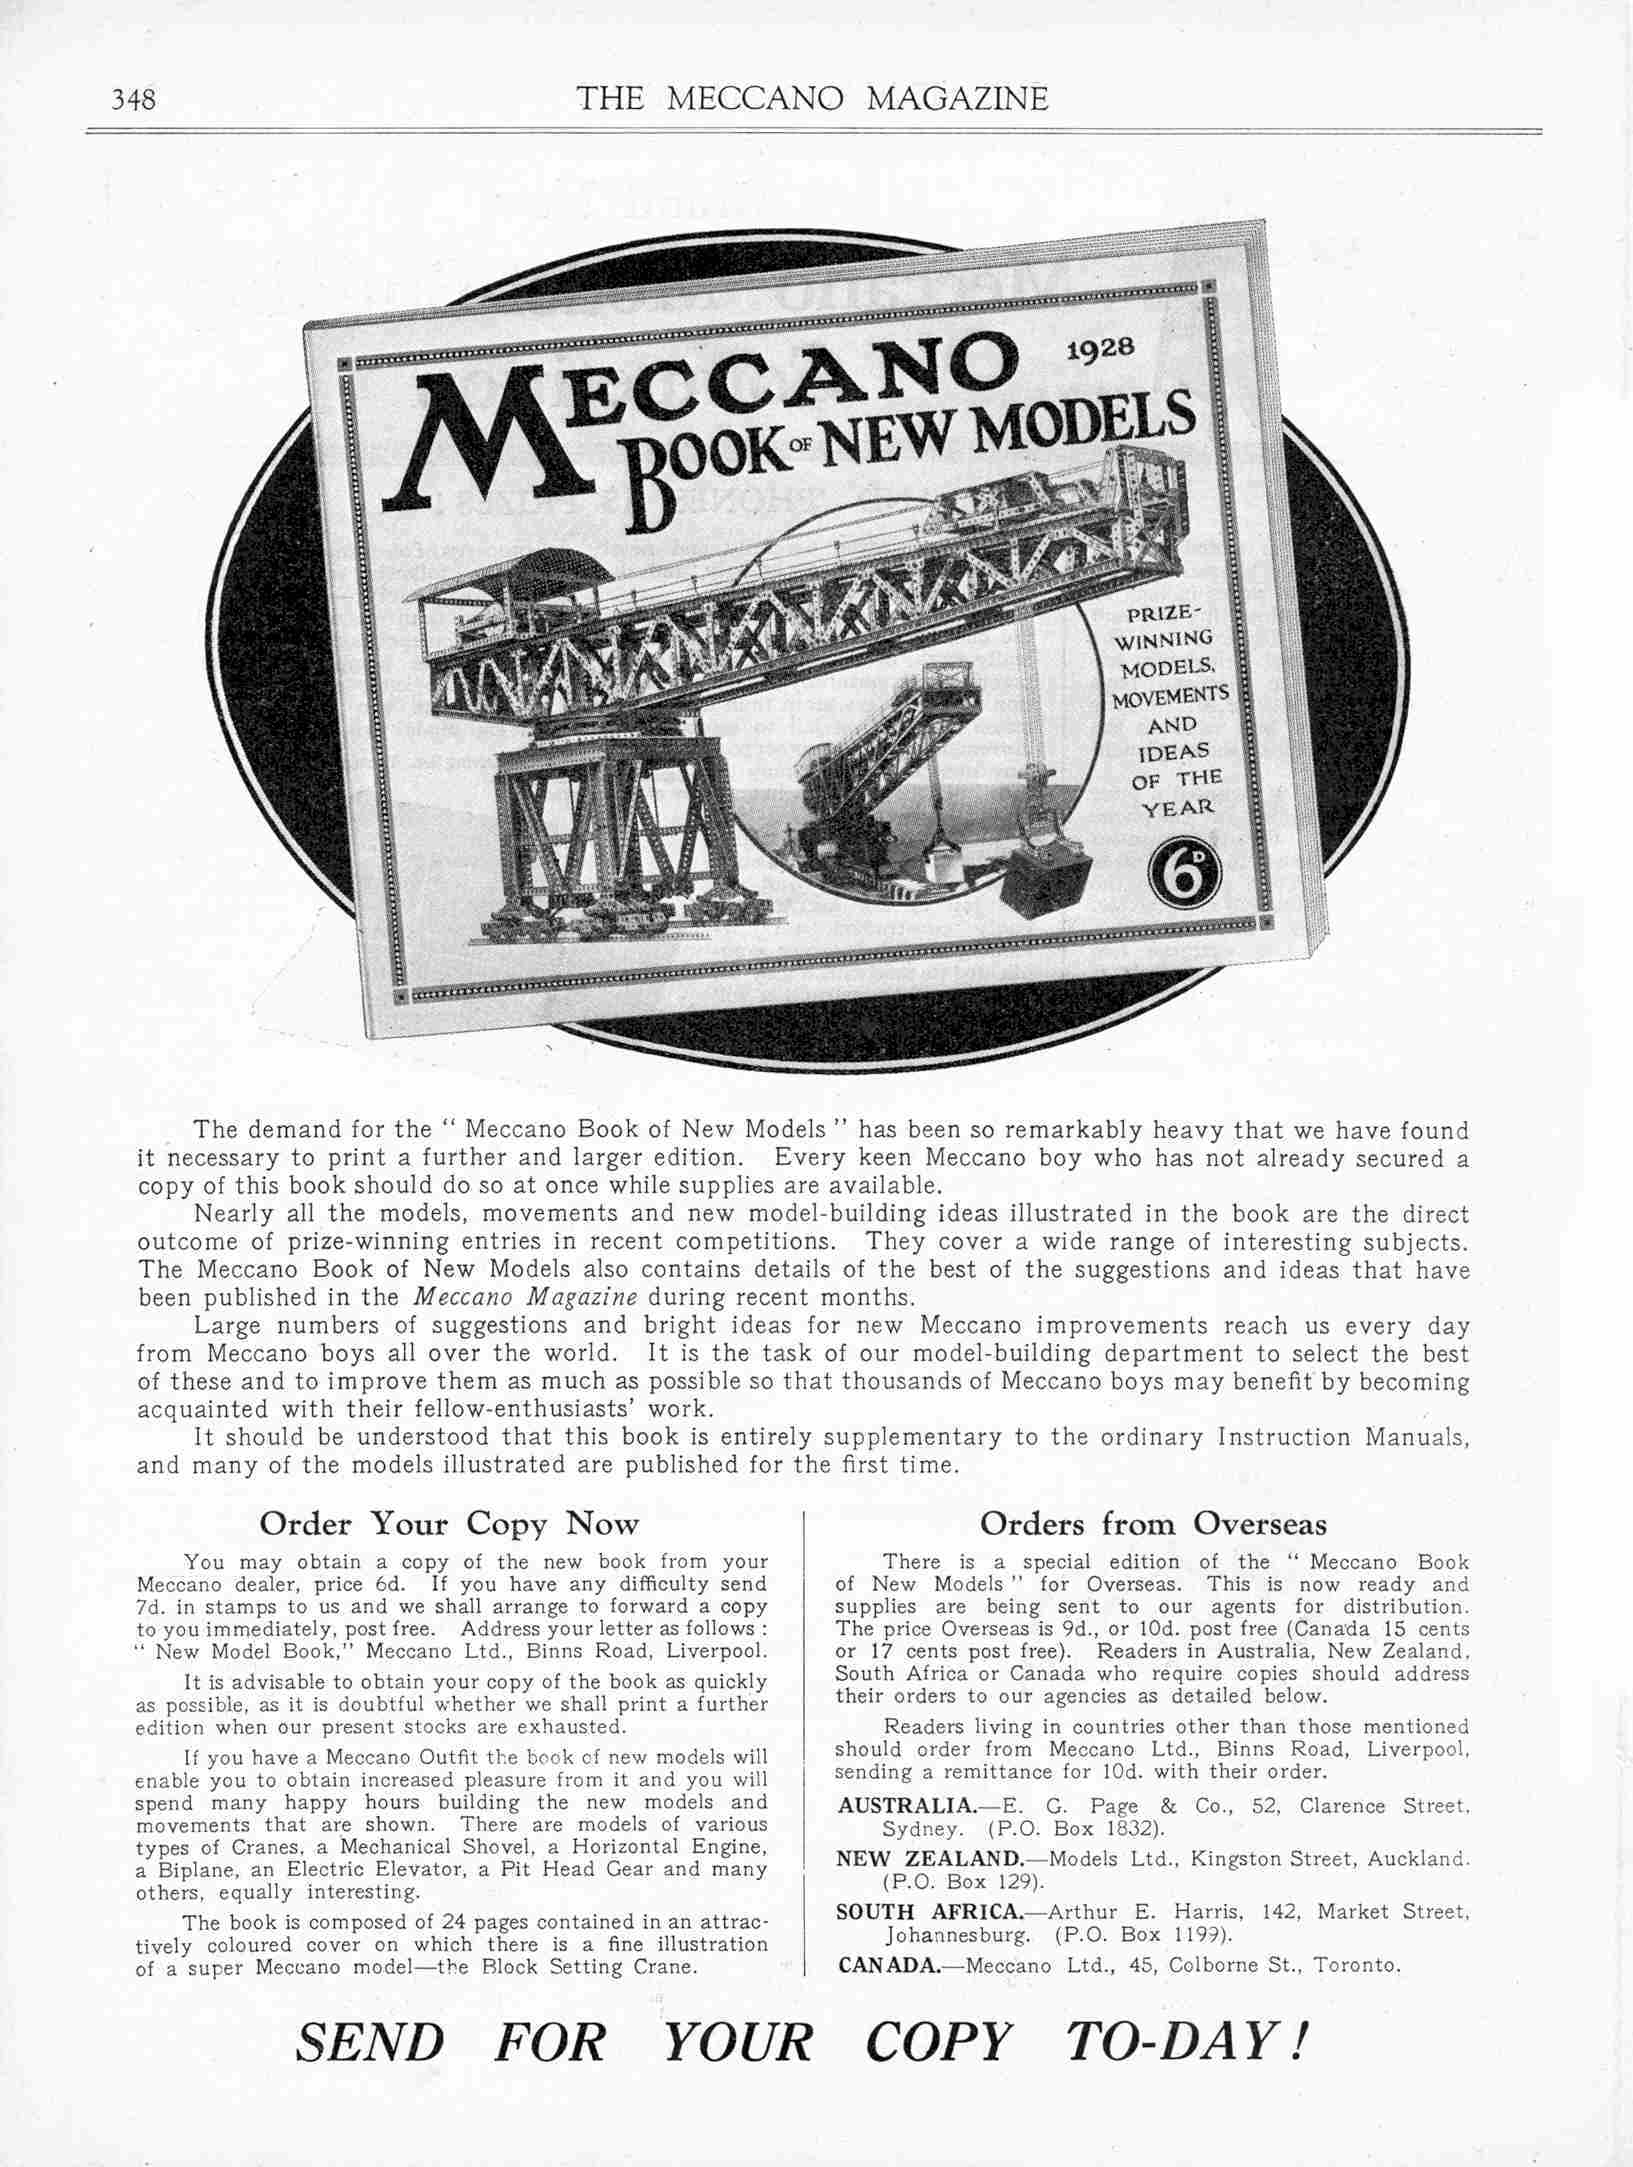 348
THE MECCANO MAGAZINE
MECCANO 1928
BOOK OF NEW MODELS
PRIZE-
WINNING
MODELS,
MOVEMENTS
AND
IDEAS
OF THE
YEAR
6D
The demand for the “ Meccano Book of New Models ” has been so remarkably heavy that we have found
it necessary to print a further and larger edition. Every keen Meccano boy who has not already secured a
copy of this book should do so at once while supplies are available.
Nearly all the models, movements and new model-building ideas illustrated in the book are the direct
outcome of prize-winning entries in recent competitions. They cover a wide range of interesting subjects.
The Meccano Book of New Models also contains details of the best of the suggestions and ideas that have
been published in the Meccano Magazine during recent months.
Large numbers of suggestions and bright ideas for new Meccano improvements reach us every day
from Meccano boys all over the world. It is the task of our model-building department to select the best
of these and to improve them as much as possible so that thousands of Meccano boys may benefit by becoming
acquainted with their fellow-enthusiasts’ work.
It should be understood that this book is entirely supplementary to the ordinary Instruction Manuals,
and many of the models illustrated are published for the first time.
Order Your Copy Now
You may obtain a copy of the new book from your
Meccano dealer, price 6d. If you have any difficulty send
7d. in stamps to us and we shall arrange to forward a copy
to you immediately, post free. Address your letter as follows :
“ New Model Book,” Meccano Ltd., Binns Road, Liverpool.
It is advisable to obtain your copy of the book as quickly
as possible, as it is doubtful whether we shall print a further
edition when our present stocks are exhausted.
If you have a Meccano Outfit the book of new models will
enable you to obtain increased pleasure from it and you will
spend many happy hours building the new models and
movements that are shown. There are models of various
types of Cranes, a Mechanical Shovel, a Horizontal Engine,
a Biplane, an Electric Elevator, a Pit Head Gear and many
others, equally interesting.
The book is composed of 24 pages contained in an attrac-
tively coloured cover on which there is a fine illustration
of a super Meccano model—the Block Setting Crane.
Orders from Overseas
There is a special edition of the “ Meccano Book
of New Models ” for Overseas. This is now ready and
supplies are being sent to our agents for distribution.
The price Overseas is 9d., or 10d. post free (Canada 15 cents
or 17 cents post free). Readers in Australia, New Zealand,
South Africa or Canada who require copies should address
their orders to our agencies as detailed below.
Readers living in countries other than those mentioned
should order from Meccano Ltd., Binns Road, Liverpool,
sending a remittance for 10d. with their order.
AUSTRALIA.—E. G. Page & Co., 52, Clarence Street,
Sydney. (P.O. Box 1832).
NEW ZEALAND.—Models Ltd., Kingston Street, Auckland.
(P.O. Box 129).
SOUTH AFRICA.—Arthur E. Harris, 142, Market Street,
Johannesburg. (P.O. Box 1199).
CANADA.—Meccano Ltd., 45, Colborne St., Toronto.
SEND FOR YOUR COPY TO-DAY!